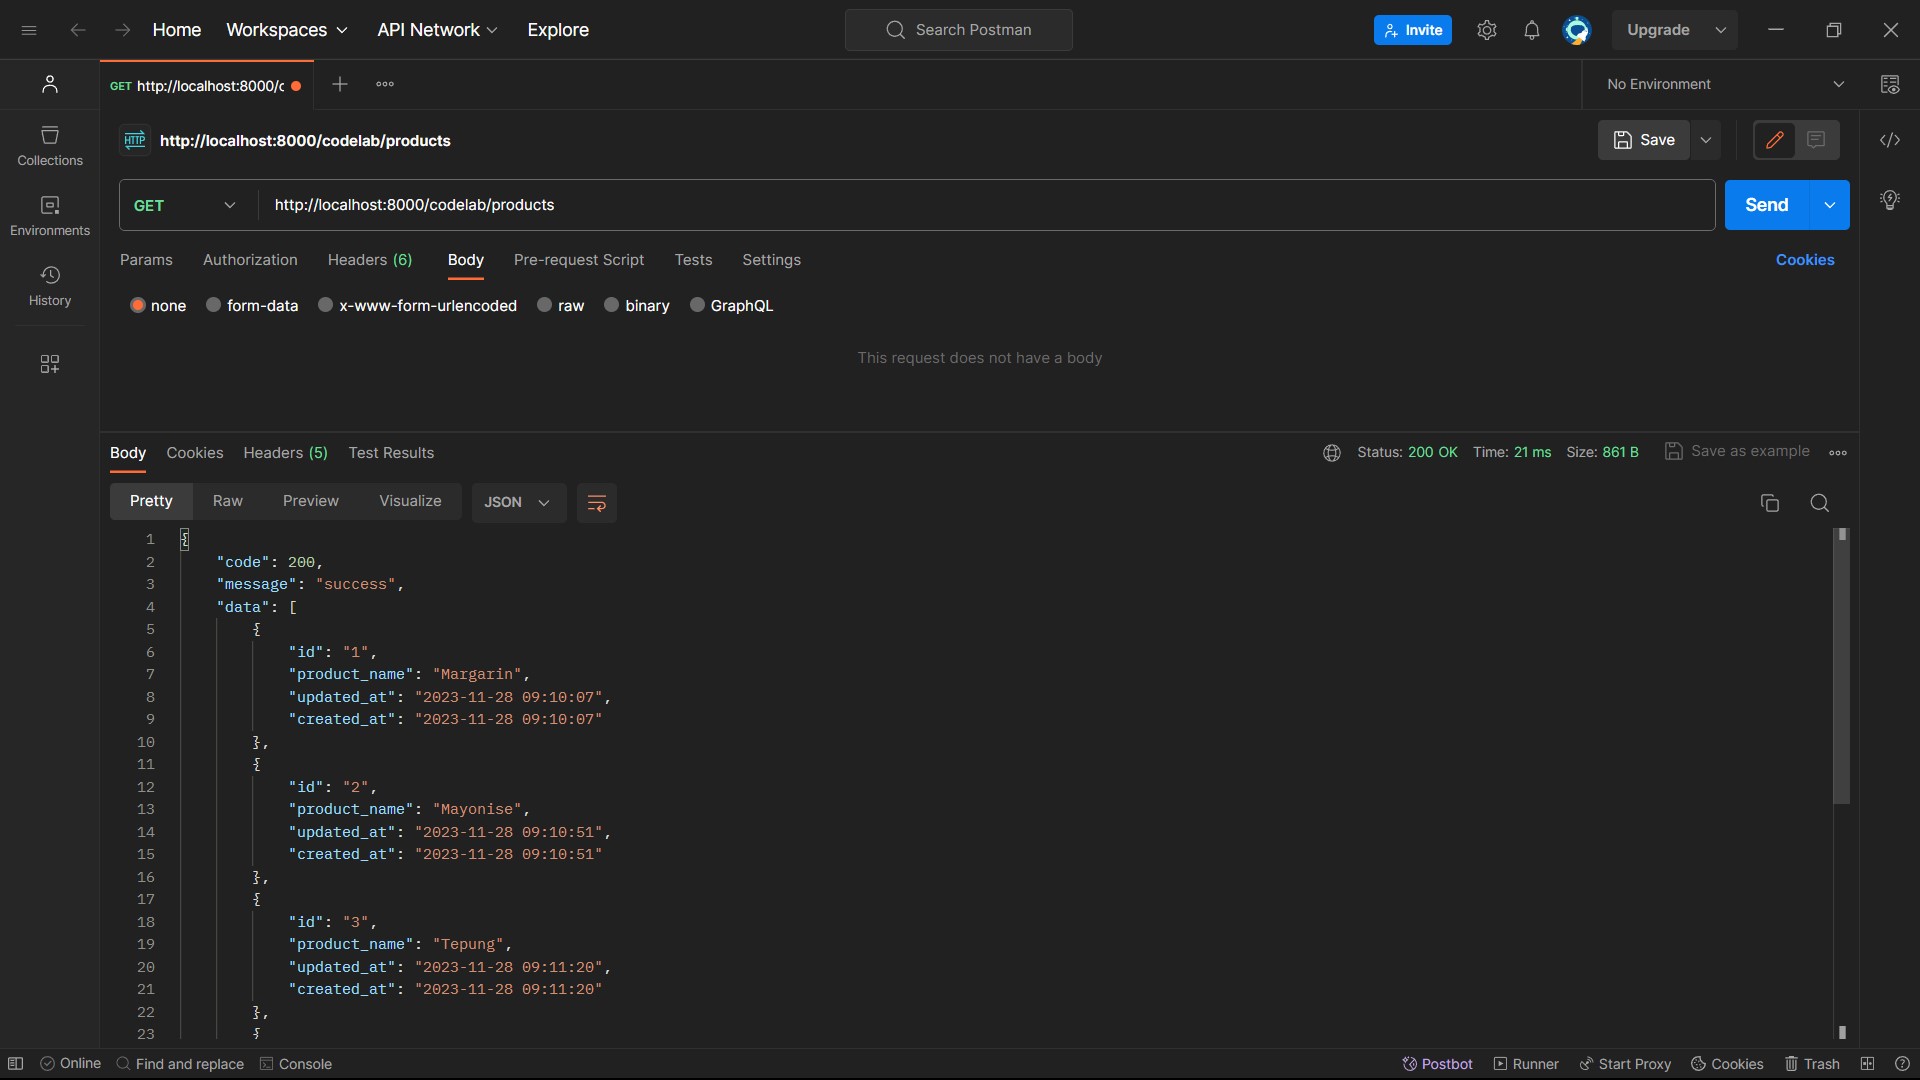 Home Workspaces API Network Explore Search Postman Invite Upgrade
GET http://localhost:8000/c No Environment
HTTP http://localhost:8000/codelab/products Save
GET http://localhost:8000/codelab/products Send
Collections
Environments
History
Params Authorization Headers (6) Body Pre-request Script Tests Settings Cookies
none form-data x-www-form-urlencoded raw binary GraphQL
This request does not have a body
Body Cookies Headers (5) Test Results Status: 200 OK Time: 21 ms Size: 861 B Save as example
Pretty Raw Preview Visualize JSON
1 {
2 "code": 200,
3 "message": "success",
4 "data": [
5 {
6 "id": "1",
7 "product_name": "Margarin",
8 "updated_at": "2023-11-28 09:10:07",
9 "created_at": "2023-11-28 09:10:07"
10 },
11 {
12 "id": "2",
13 "product_name": "Mayonise",
14 "updated_at": "2023-11-28 09:10:51",
15 "created_at": "2023-11-28 09:10:51"
16 },
17 {
18 "id": "3",
19 "product_name": "Tepung",
20 "updated_at": "2023-11-28 09:11:20",
21 "created_at": "2023-11-28 09:11:20"
22 },
23 {
Online Find and replace Console Postbot Runner Start Proxy Cookies Trash